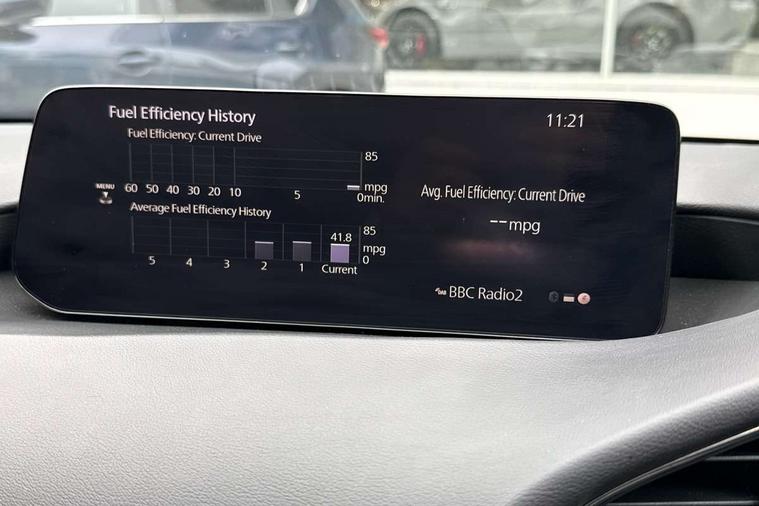 Fuel Efficiency History
11:21
Fuel Efficiency: Current Drive
85
MENU
60 50 40 30 20 10 5 mpg
0min.
Average Fuel Efficiency History
85
41.8
mpg
0
5 4 3 2 1 Current
Avg. Fuel Efficiency: Current Drive
--mpg
DAB BBC Radio2